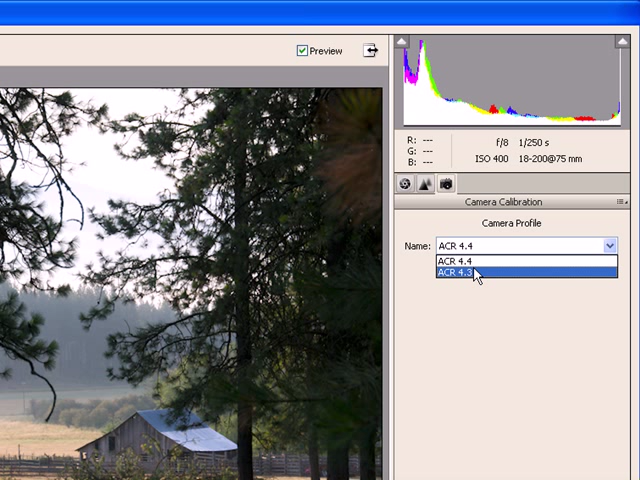 Preview
R: ---
G: ---
B: ---
f/8 1/250 s
ISO 400 18-200@75 mm
Camera Calibration
Camera Profile
Name: ACR 4.4
ACR 4.4
ACR 4.3